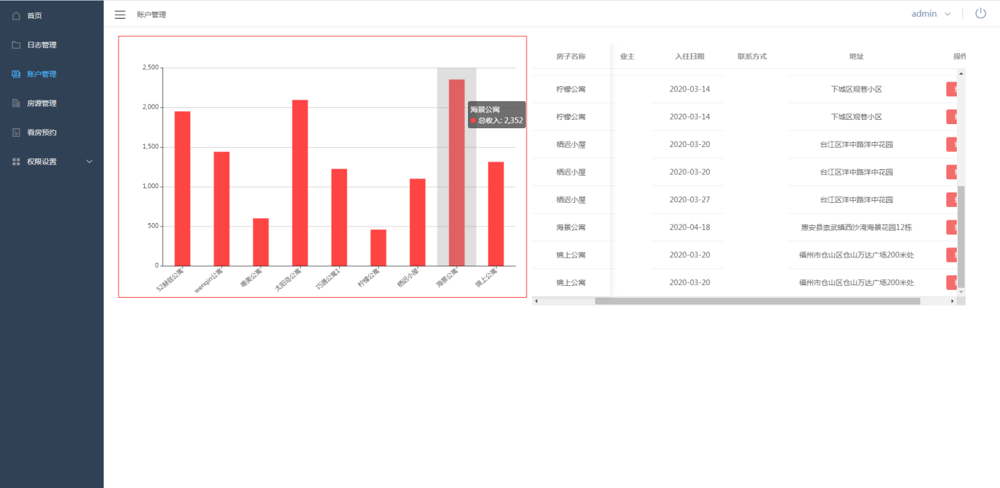 首页
日志管理
账户管理
房源管理
看房预约
权限设置
账户管理
admin
2,500
2,000
1,500
1,000
500
0
52赫兹公寓
wenqin公寓
唯美公寓
太阳岛公寓
巧遇公寓1
柠檬公寓
栖迟小屋
海景公寓
锦上公寓
海景公寓
总收入: 2,352
房子名称 业主 入住日期 联系方式 地址 操作
柠檬公寓 2020-03-14 下城区观巷小区
柠檬公寓 2020-03-14 下城区观巷小区
栖迟小屋 2020-03-20 台江区洋中路洋中花园
栖迟小屋 2020-03-20 台江区洋中路洋中花园
栖迟小屋 2020-03-27 台江区洋中路洋中花园
海景公寓 2020-04-18 惠安县崇武镇西沙湾海景花园12栋
锦上公寓 2020-03-20 福州市仓山区仓山万达广场200米处
锦上公寓 2020-03-20 福州市仓山区仓山万达广场200米处